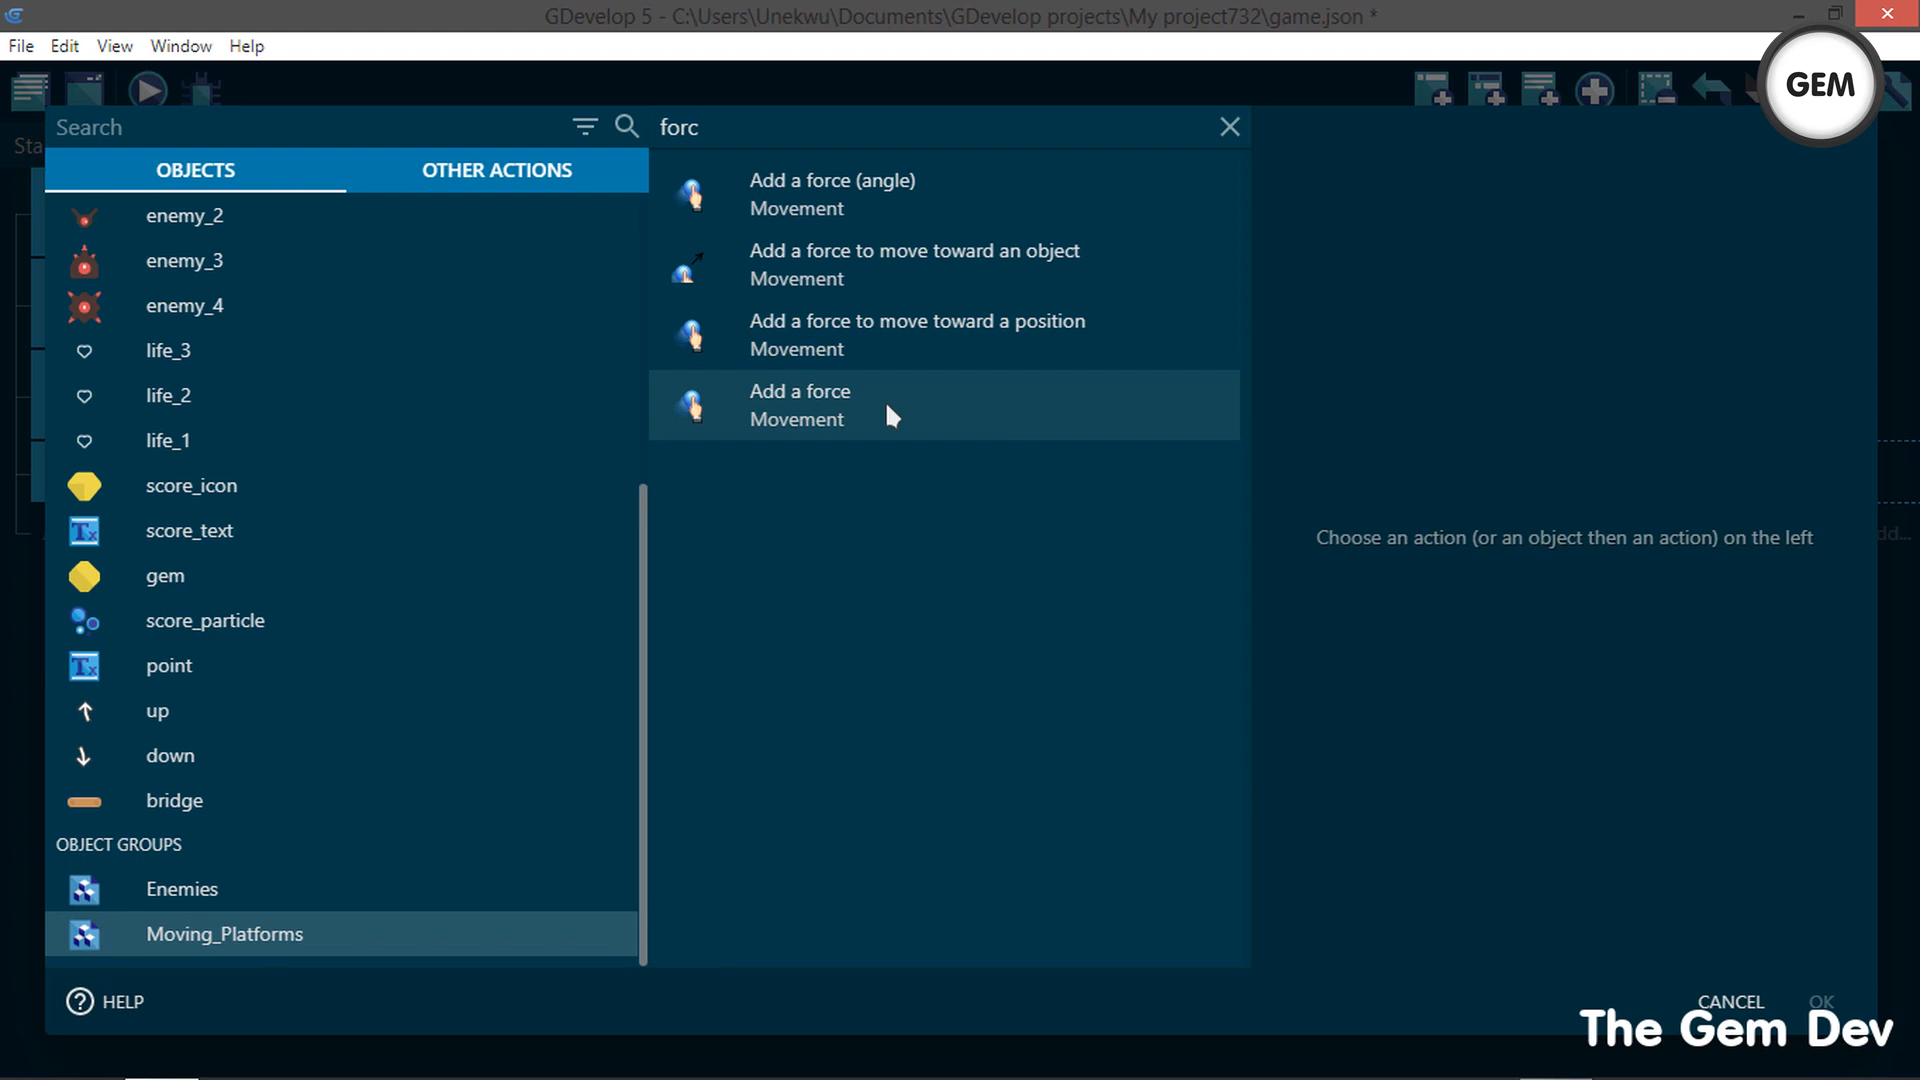 GDevelop 5 - C:\Users\Unekwu\Documents\GDevelop projects\My project732\game.json *
File Edit View Window Help
GEM
Sta
Search
forc
OBJECTS
OTHER ACTIONS
enemy_2
enemy_3
enemy_4
life_3
life_2
life_1
score_icon
Tx score_text
gem
score_particle
Tx point
up
down
bridge
OBJECT GROUPS
Enemies
Moving_Platforms
Add a force (angle)
Movement
Add a force to move toward an object
Movement
Add a force to move toward a position
Movement
Add a force
Movement
Choose an action (or an object then an action) on the left
dd...
? HELP
CANCEL
OK
The Gem Dev